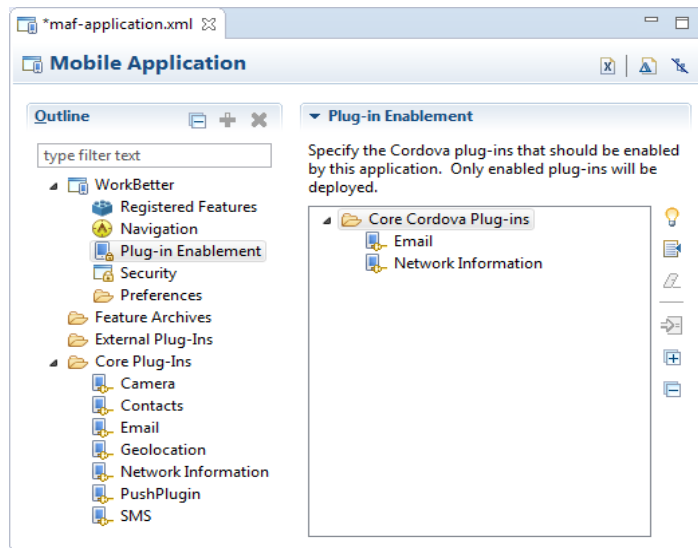 *maf-application.xml
Mobile Application
Outline
type filter text
WorkBetter
Registered Features
Navigation
Plug-in Enablement
Security
Preferences
Feature Archives
External Plug-Ins
Core Plug-Ins
Camera
Contacts
Email
Geolocation
Network Information
PushPlugin
SMS
Plug-in Enablement
Specify the Cordova plug-ins that should be enabled
by this application.  Only enabled plug-ins will be
deployed.
Core Cordova Plug-ins
Email
Network Information